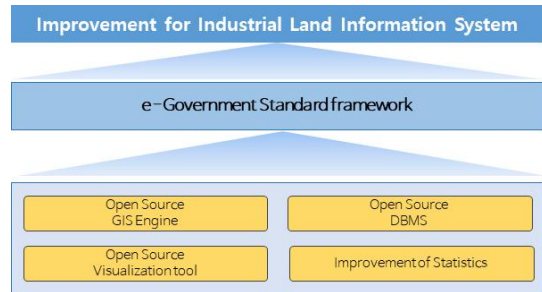 Improvement for Industrial Land Information System
e-Government Standard framework
Open Source
GIS Engine
Open Source
DBMS
Open Source
Visualization tool
Improvement of Statistics